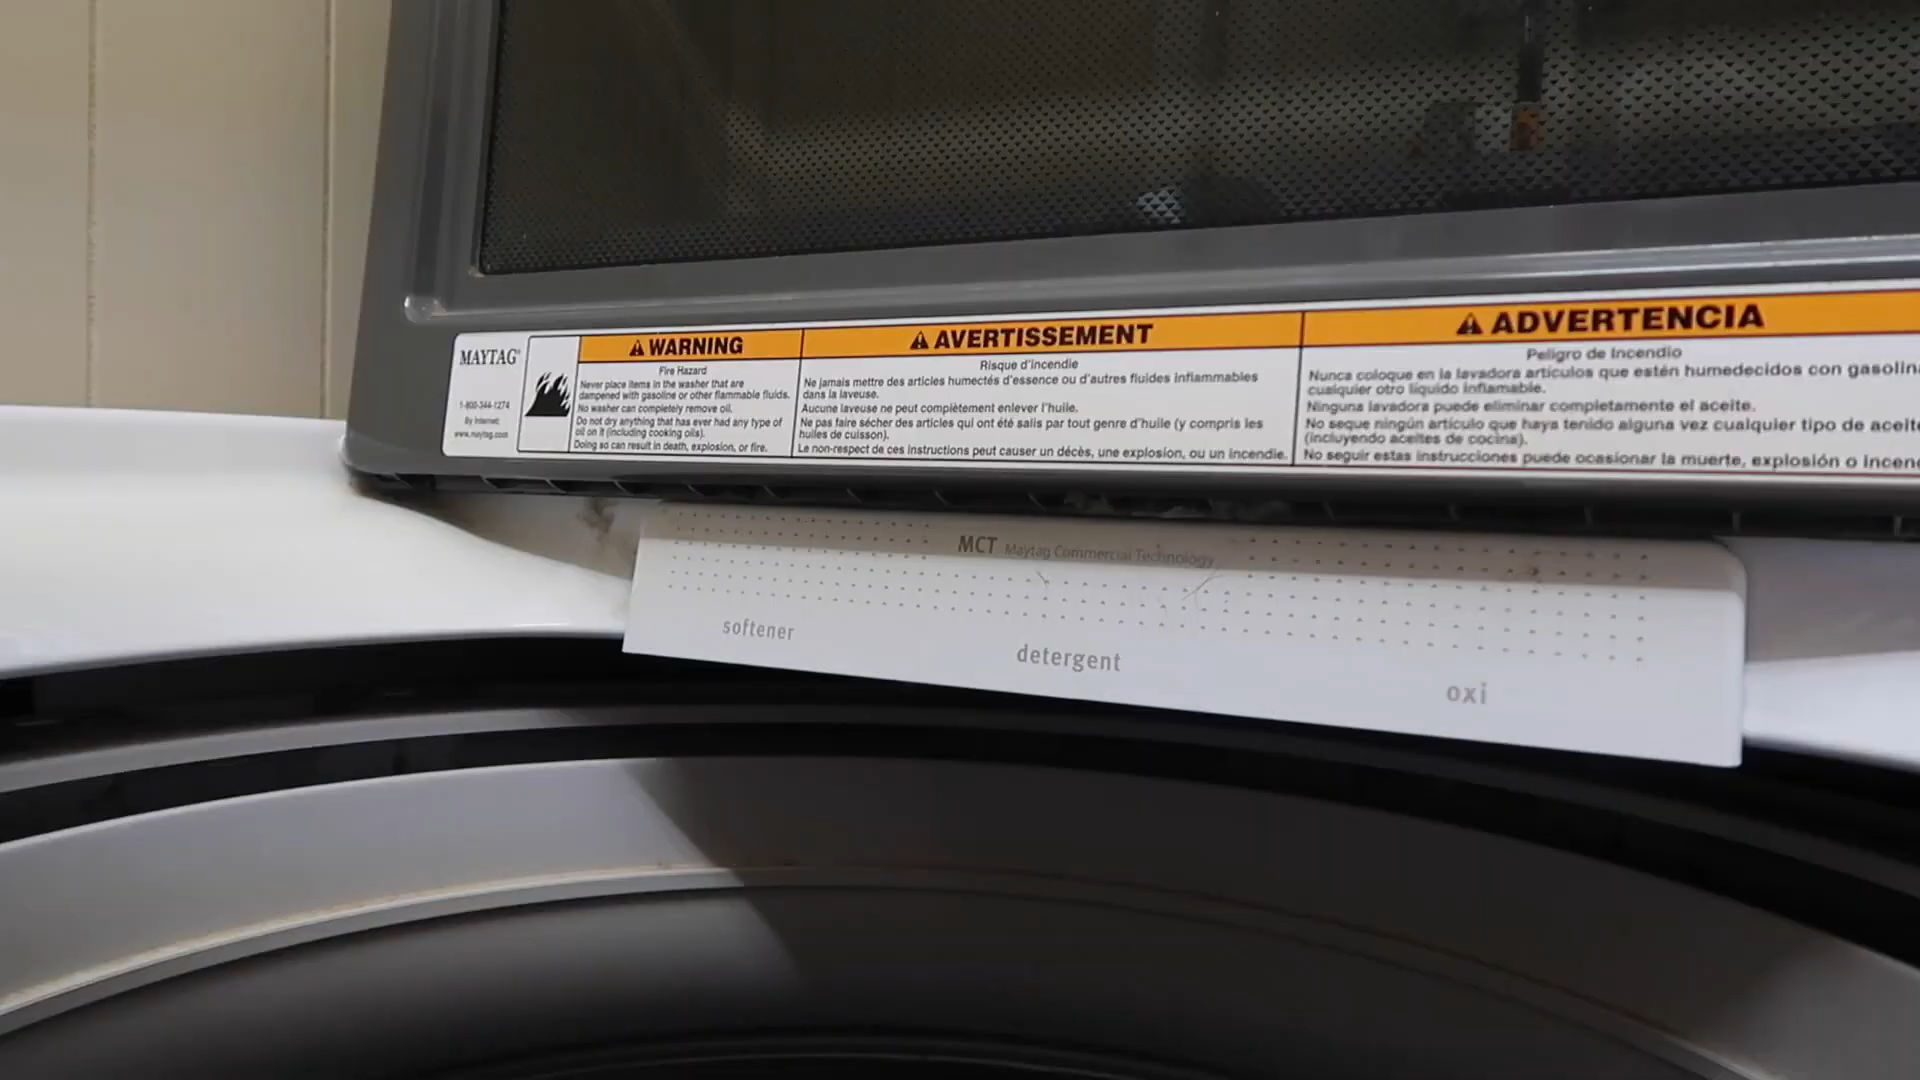 MAYTAG®
1-800-344-1274
By Internet:
www.maytag.com
WARNING
Fire Hazard
Never place items in the washer that are
dampened with gasoline or other flammable fluids.
No washer can completely remove oil.
Do not dry anything that has ever had any type of
oil on it (including cooking oils).
Doing so can result in death, explosion, or fire.
AVERTISSEMENT
Risque d'incendie
Ne jamais mettre des articles humectés d'essence ou d'autres fluides inflammables
dans la laveuse.
Aucune laveuse ne peut complètement enlever l'huile.
Ne pas faire sécher des articles qui ont été salis par tout genre d'huile (y compris les
huiles de cuisson).
Le non-respect de ces instructions peut causer un décès, une explosion, ou un incendie.
ADVERTENCIA
Peligro de Incendio
Nunca coloque en la lavadora artículos que estén humedecidos con gasolina
cualquier otro líquido inflamable.
Ninguna lavadora puede eliminar completamente el aceite.
No seque ningún artículo que haya tenido alguna vez cualquier tipo de aceite
(incluyendo aceites de cocina).
No seguir estas instrucciones puede ocasionar la muerte, explosión o incen
MCT Maytag Commercial Technology
softener
detergent
oxi